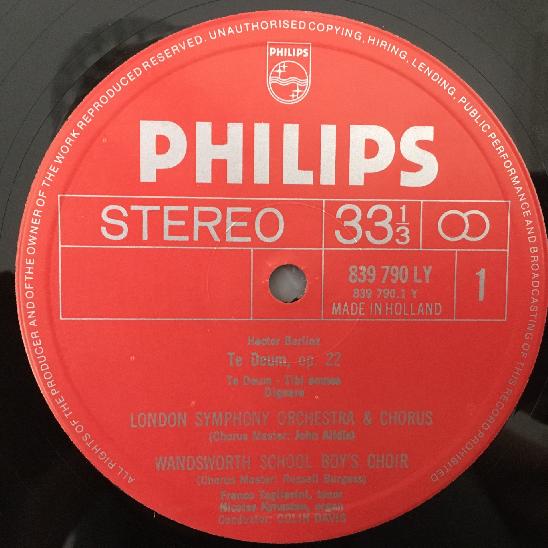 ALL RIGHTS OF THE PRODUCER AND OF THE OWNER OF THE WORK REPRODUCED RESERVED. UNAUTHORISED COPYING, HIRING, LENDING, PUBLIC PERFORMANCE AND BROADCASTING OF THIS RECORD PROHIBITED
PHILIPS
PHILIPS
STEREO 33 1/3
839 790 LY 1
839 790.1 Y
MADE IN HOLLAND
Hector Berlioz
Te Deum, op. 22
Te Deum - Tibi omnes
Dignare
LONDON SYMPHONY ORCHESTRA & CHORUS
(Chorus Master: John Alldis)
WANDSWORTH SCHOOL BOY'S CHOIR
(Chorus Master: Russell Burgess)
Franco Tagliavini, tenor
Nicolas Kynaston, organ
Conductor: COLIN DAVIS